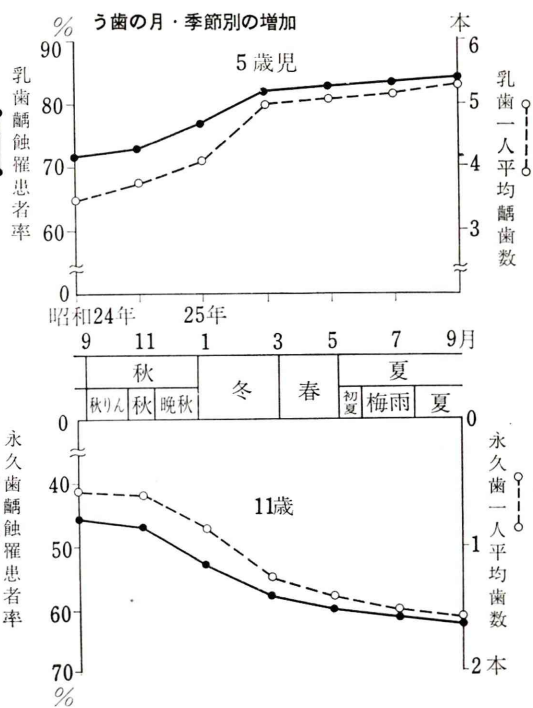 % う歯の月・季節別の増加 本
5歳児
乳歯齲蝕罹患者率
90
80
70
60
0
6
5
4
3
乳歯一人平均齲歯数
昭和24年 25年
9 11 1 3 5 7 9月
秋 冬 春 夏
秋りん 秋 晩秋 初夏 梅雨 夏
永久歯齲蝕罹患者率
0
40
50
60
70
%
11歳
0
1
2本
永久歯一人平均歯数